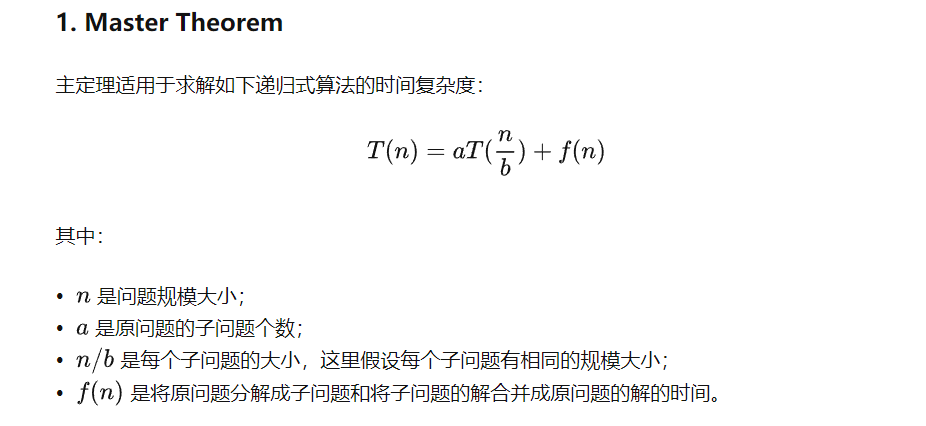 1. Master Theorem
主定理适用于求解如下递归式算法的时间复杂度：
T(n) = aT(n/b) + f(n)
其中：
• n 是问题规模大小；
• a 是原问题的子问题个数；
• n/b 是每个子问题的大小，这里假设每个子问题有相同的规模大小；
• f(n) 是将原问题分解成子问题和将子问题的解合并成原问题的解的时间。